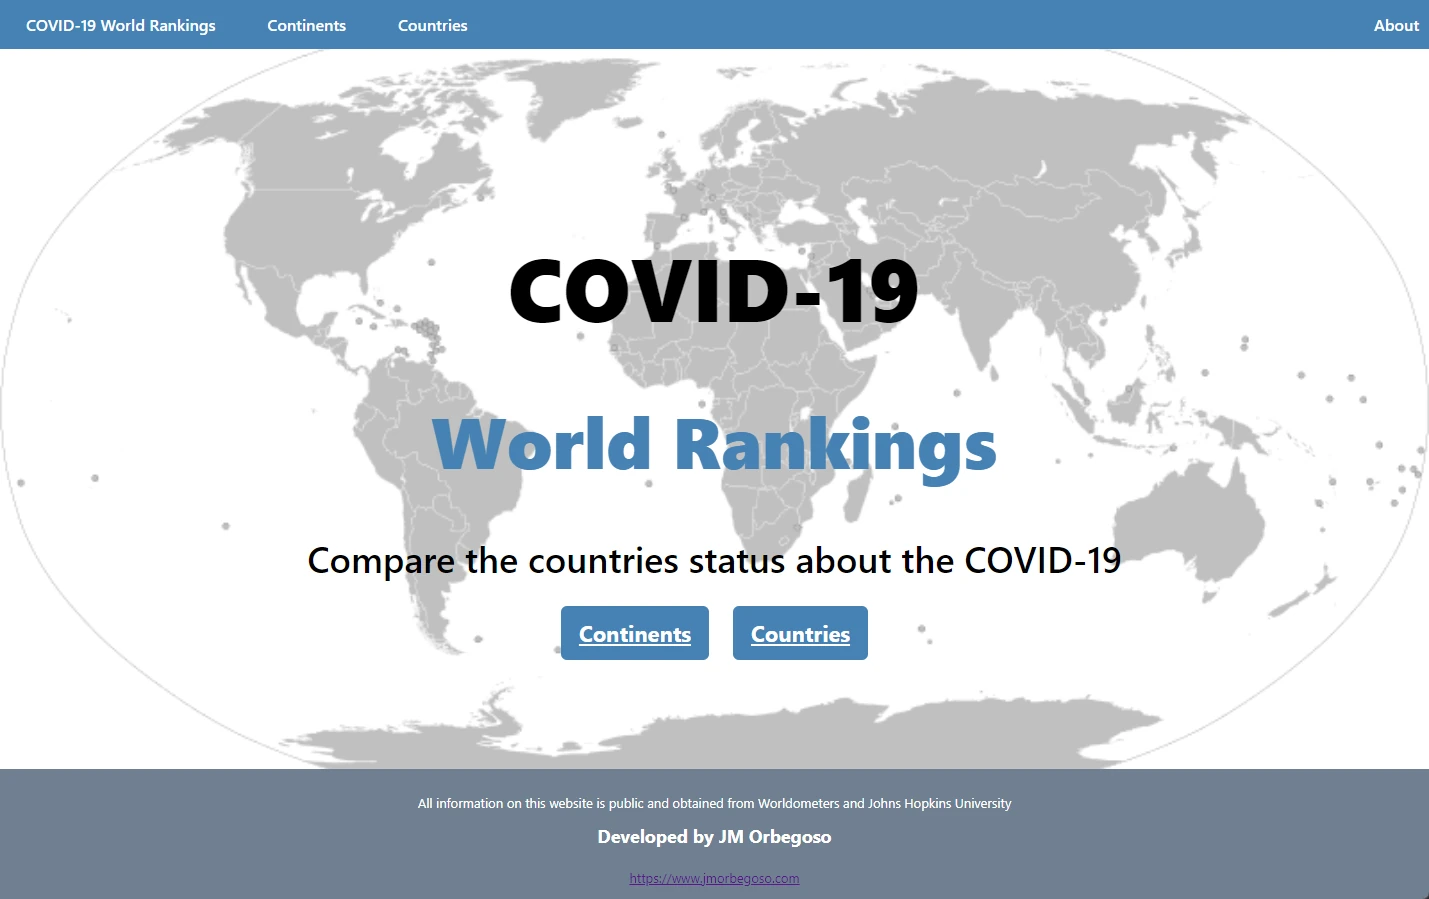 COVID-19 World Rankings Continents Countries About
COVID-19
World Rankings
Compare the countries status about the COVID-19
Continents Countries
All information on this website is public and obtained from Worldometers and Johns Hopkins University
Developed by JM Orbegoso
https://www.jmorbegoso.com